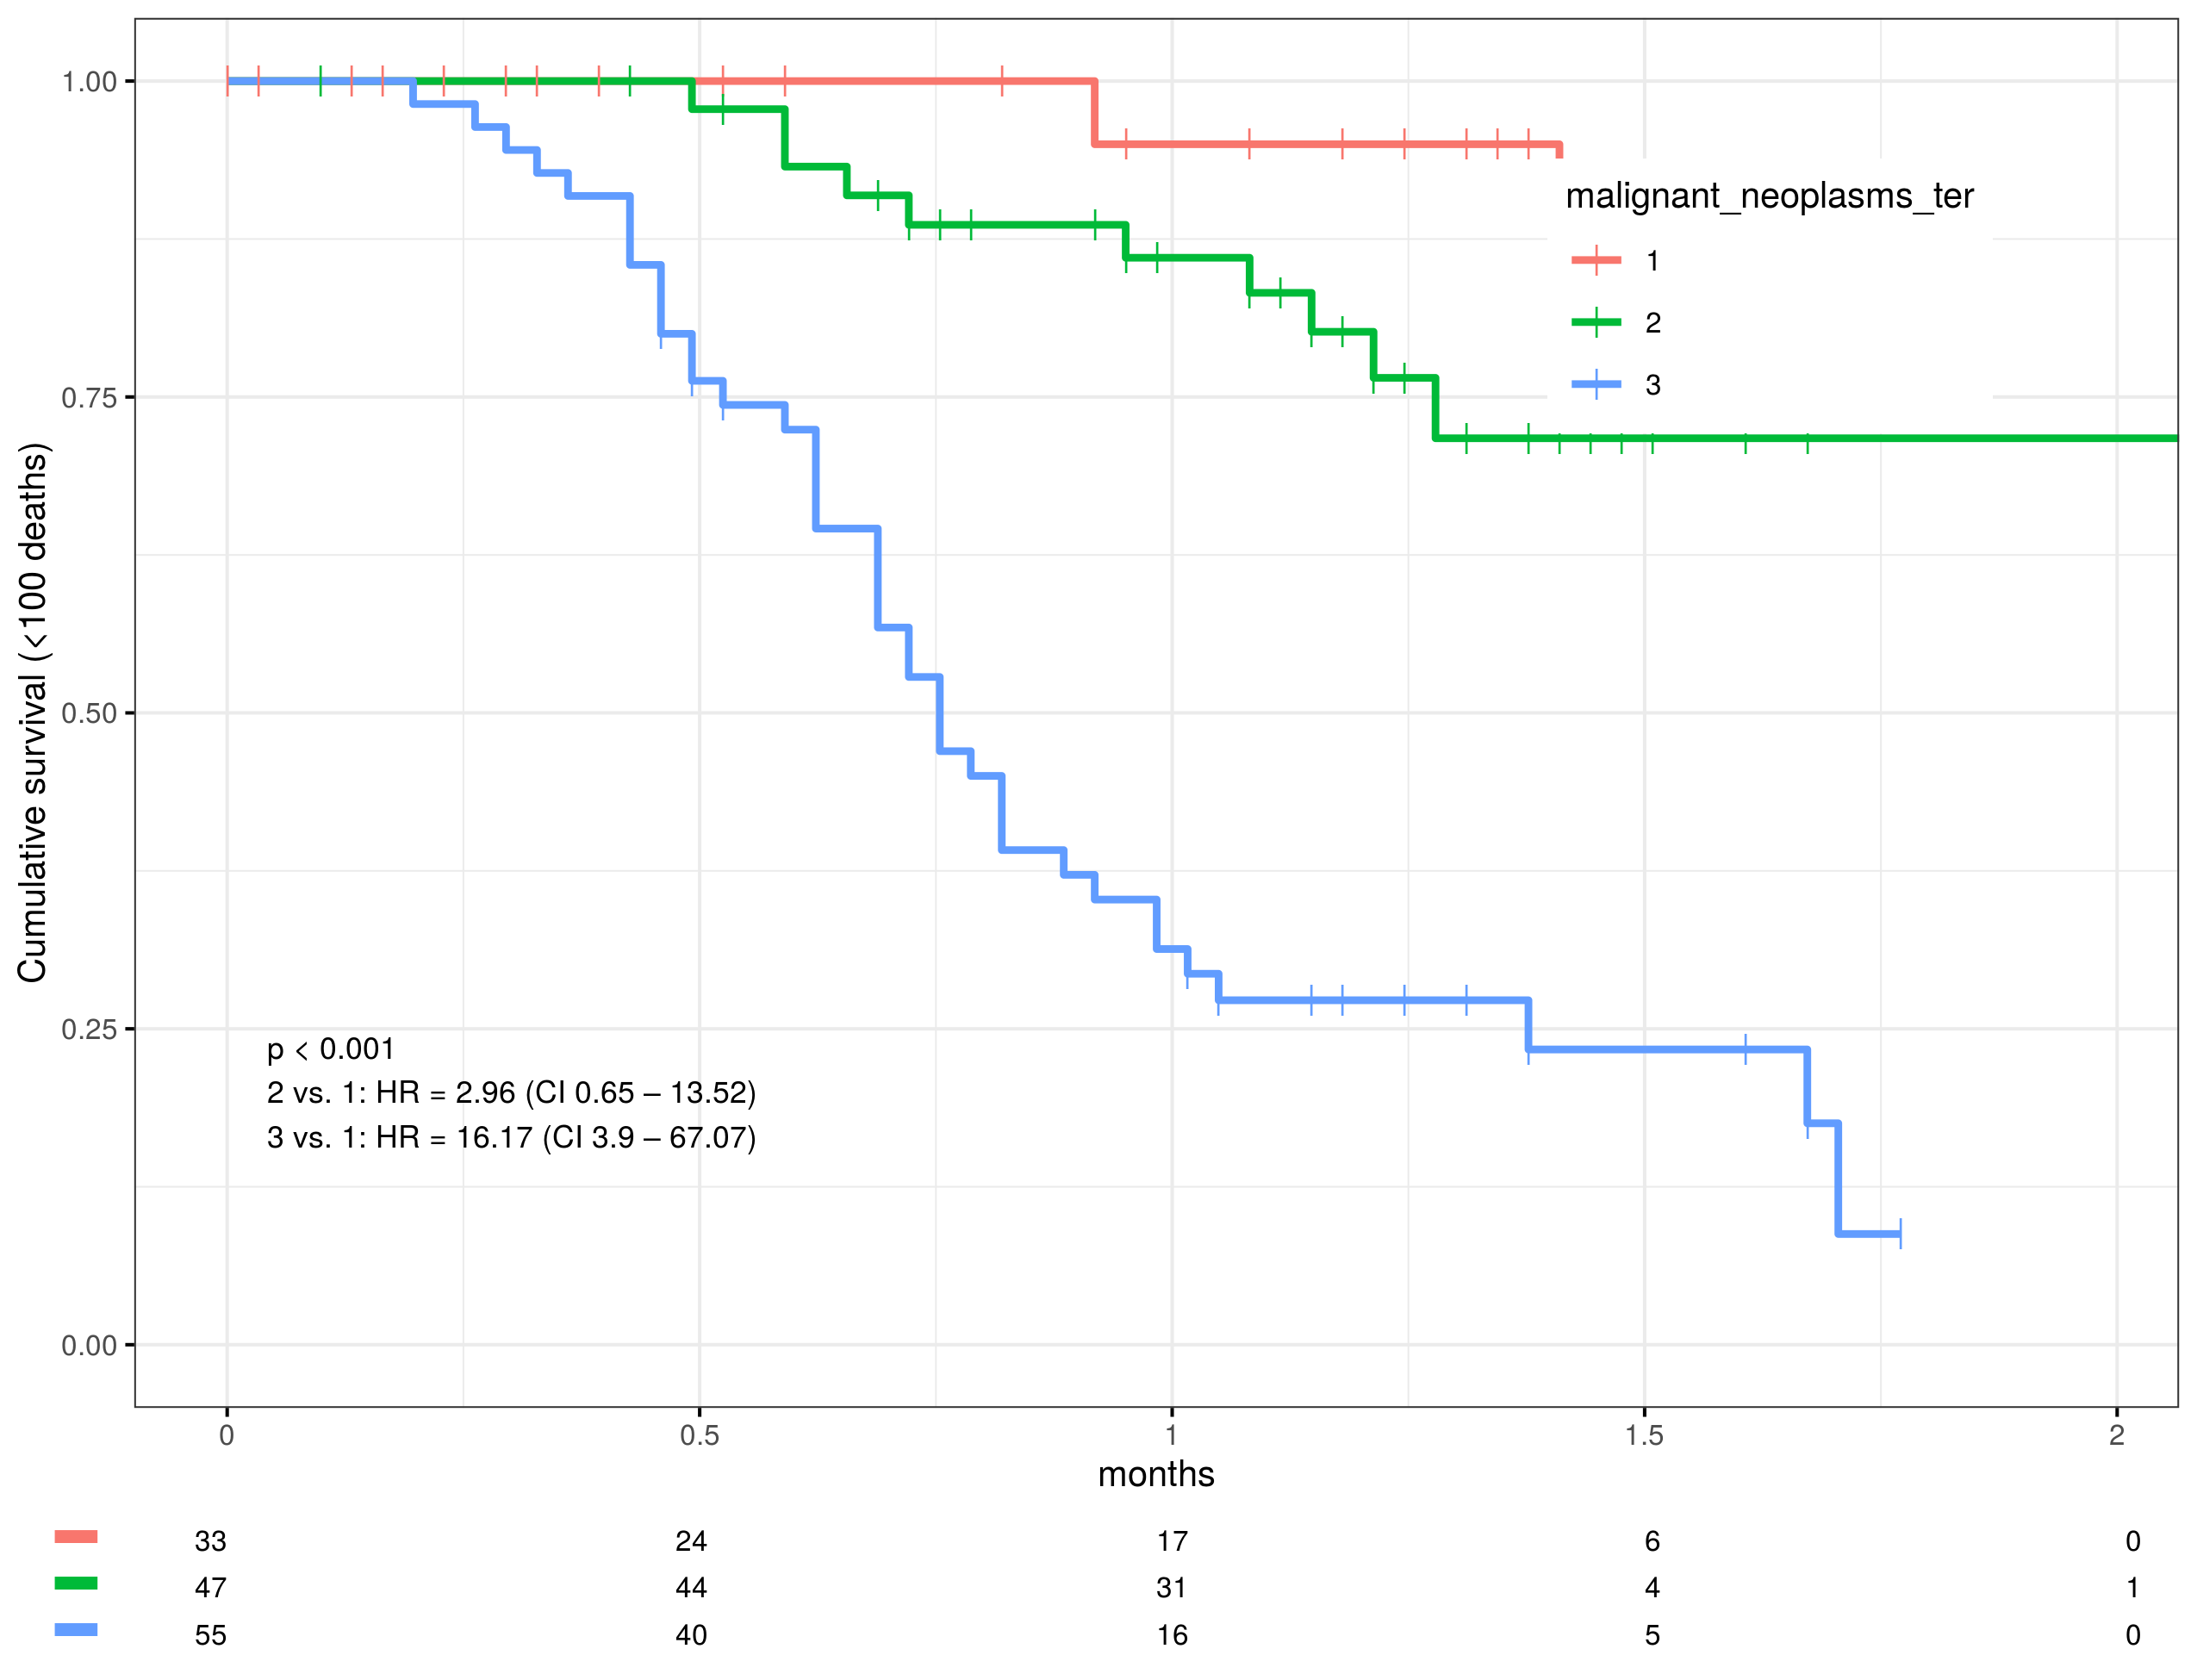 Cumulative survival (<100 deaths)
1.00
0.75
0.50
0.25
0.00
malignant_neoplasms_ter
1
2
3
p < 0.001
2 vs. 1: HR = 2.96 (CI 0.65 – 13.52)
3 vs. 1: HR = 16.17 (CI 3.9 – 67.07)
0 0.5 1 1.5 2
months
33 24 17 6 0
47 44 31 4 1
55 40 16 5 0